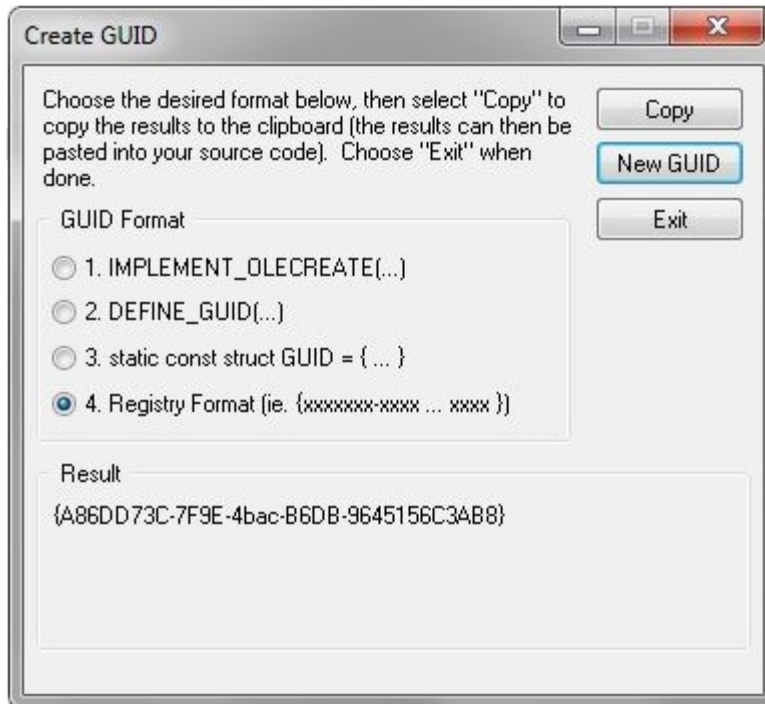 Create GUID
Choose the desired format below, then select "Copy" to
copy the results to the clipboard (the results can then be
pasted into your source code). Choose "Exit" when
done.
Copy
New GUID
Exit
GUID Format
1. IMPLEMENT_OLECREATE(...)
2. DEFINE_GUID(...)
3. static const struct GUID = { ... }
4. Registry Format (ie. {xxxxxxx-xxxx ... xxxx })
Result
{A86DD73C-7F9E-4bac-B6DB-9645156C3AB8}